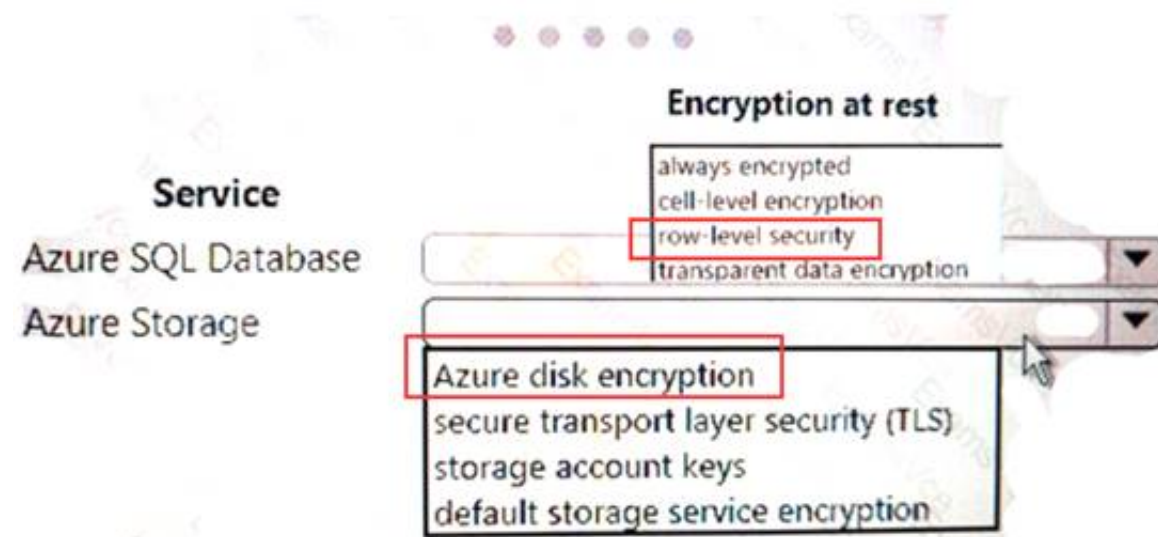 Encryption at rest
always encrypted
cell-level encryption
row-level security
transparent data encryption
Service
Azure SQL Database
Azure Storage
Azure disk encryption
secure transport layer security (TLS)
storage account keys
default storage service encryption